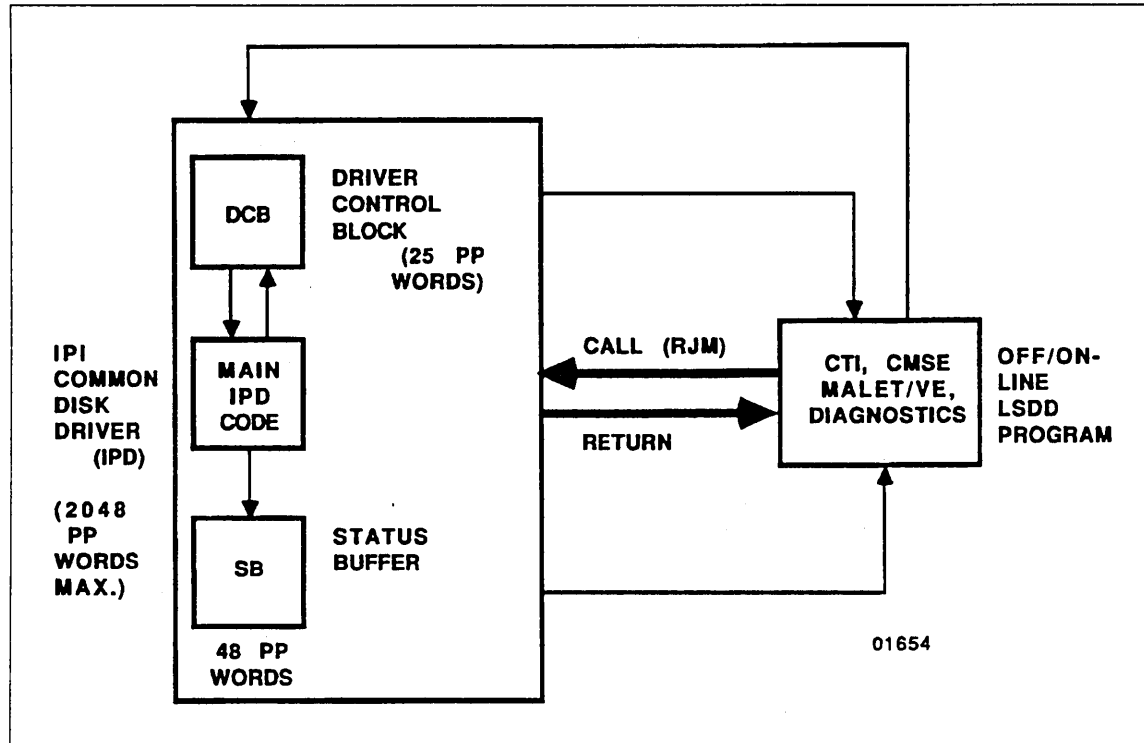 DCB
DRIVER
CONTROL
BLOCK
(25 PP
WORDS)
IPI
COMMON
DISK
DRIVER
(IPD)
(2048
PP
WORDS
MAX.)
MAIN
IPD
CODE
CALL (RJM)
RETURN
CTI, CMSE
MALET/VE,
DIAGNOSTICS
OFF/ON-
LINE
LSDD
PROGRAM
SB
STATUS
BUFFER
48 PP
WORDS
01654